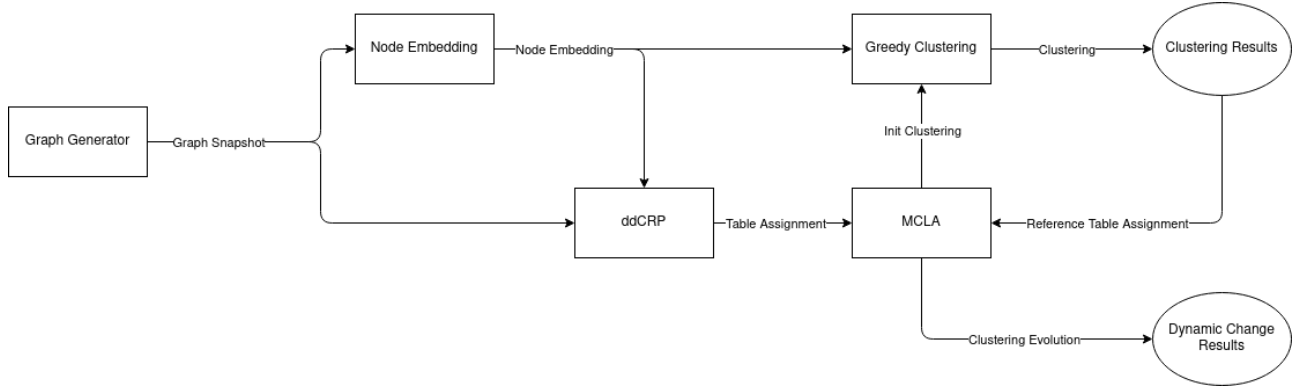 Node Embedding
Node Embedding
Greedy Clustering
Clustering
Clustering Results
Graph Generator
Graph Snapshot
Init Clustering
ddCRP
Table Assignment
MCLA
Reference Table Assignment
Clustering Evolution
Dynamic Change
Results